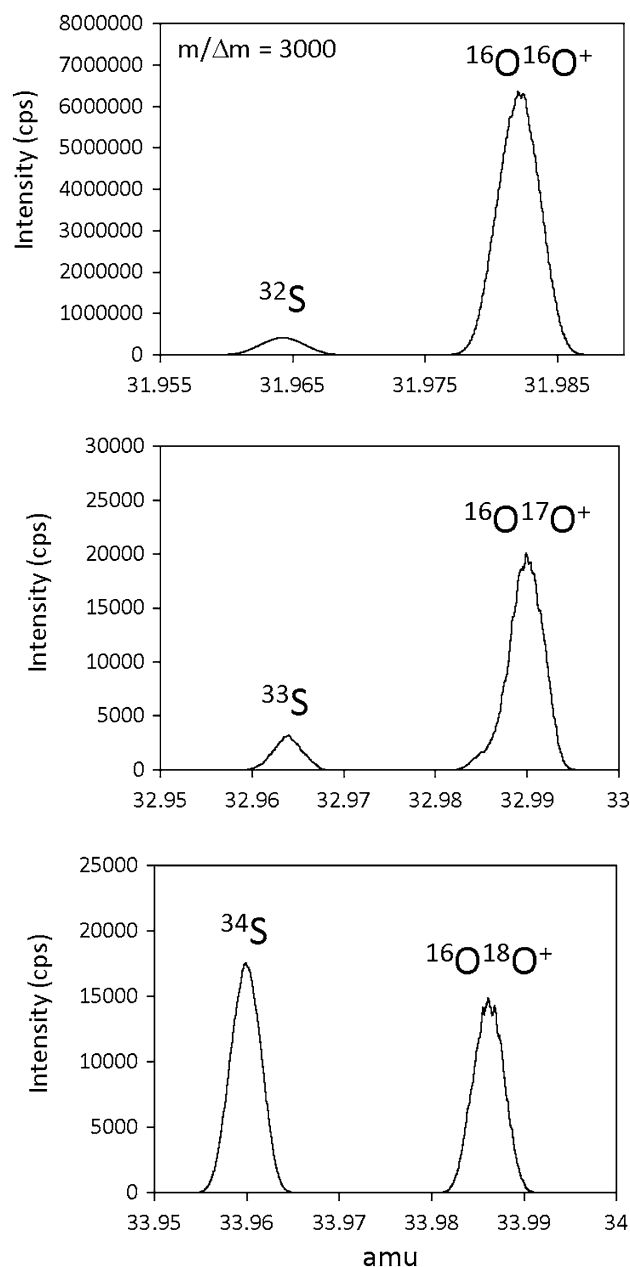 8000000
7000000
6000000
5000000
4000000
3000000
2000000
1000000
0
Intensity (cps)
m/Δm = 3000
¹⁶O¹⁶O⁺
³²S
31.955 31.965 31.975 31.985
30000
25000
20000
15000
10000
5000
0
Intensity (cps)
¹⁶O¹⁷O⁺
³³S
32.95 32.96 32.97 32.98 32.99 33
25000
20000
15000
10000
5000
0
Intensity (cps)
³⁴S
¹⁶O¹⁸O⁺
33.95 33.96 33.97 33.98 33.99 34
amu